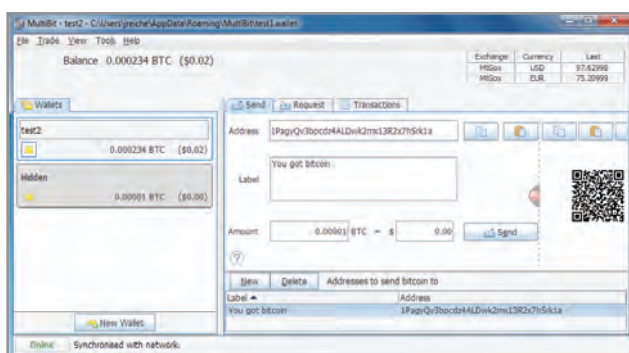 MultiBit - test2 - C:\Users\jreiche\AppData\Roaming\MultiBit\test1.wallet
File Trade View Tools Help
Balance 0.000234 BTC ($0.02)
Exchange Currency Last
MtGox USD 97.62998
MtGox EUR 75.20999
Wallets
Send Request Transactions
test2
0.000234 BTC ($0.02)
Hidden
0.00001 BTC ($0.00)
Address 1PagyQv3bpcdz4ALDwk2mx13R2x7h5rk1a
Label You got bitcoin
Amount 0.00001 BTC = $ 0.00 Send
New Delete Addresses to send bitcoin to
Label Address
You got bitcoin 1PagyQv3bpcdz4ALDwk2mx13R2x7h5rk1a
New Wallet
Online Synchronised with network.